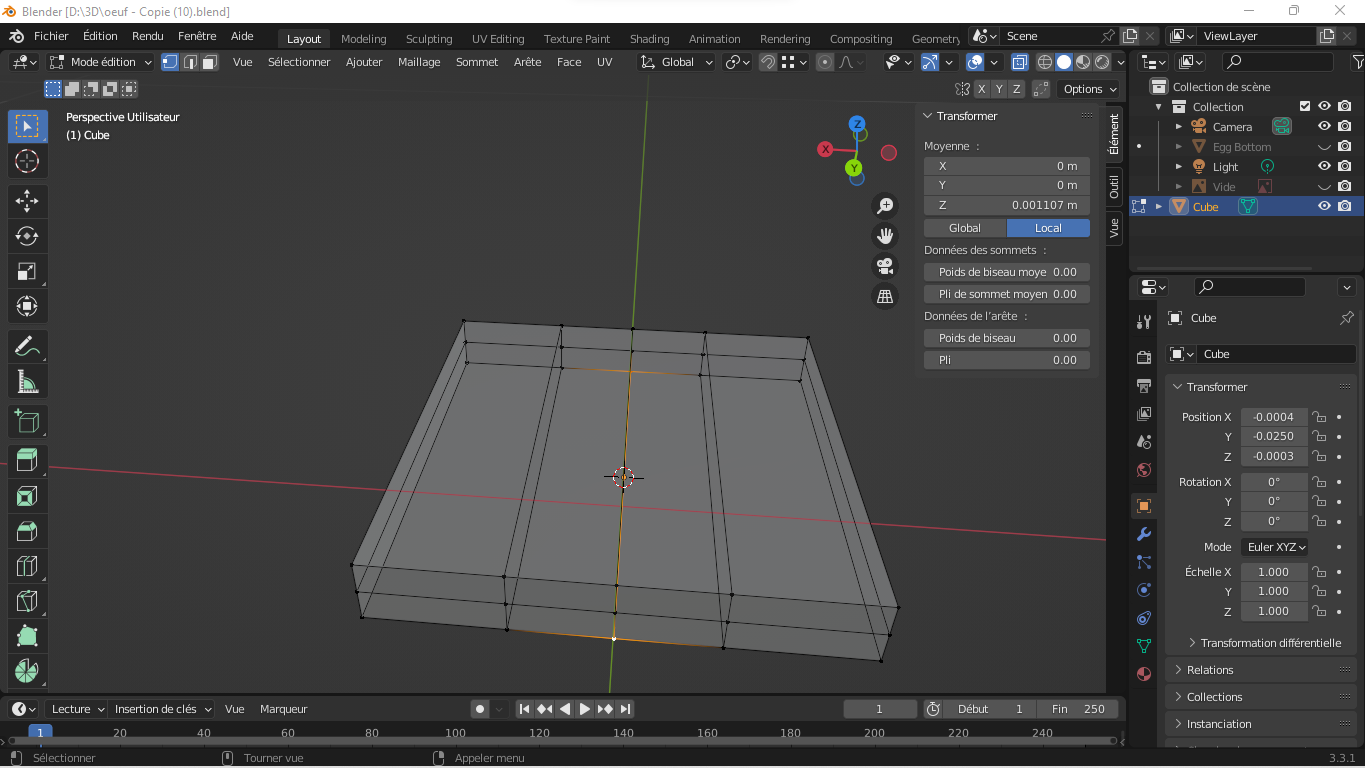 Blender [D:\3D\oeuf - Copie (10).blend]
Fichier Édition Rendu Fenêtre Aide Layout Modeling Sculpting UV Editing Texture Paint Shading Animation Rendering Compositing Geometry Scene ViewLayer
Mode édition Vue Sélectionner Ajouter Maillage Sommet Arête Face UV Global
X Y Z Options
Perspective Utilisateur
(1) Cube
Z
X
Y
Transformer
Moyenne :
X 0 m
Y 0 m
Z 0.001107 m
Global Local
Données des sommets :
Poids de biseau moye 0.00
Pli de sommet moyen 0.00
Données de l'arête :
Poids de biseau 0.00
Pli 0.00
Élément
Outil
Vue
Collection de scène
Collection
Camera
Egg Bottom
Light
Vide
Cube
Cube
Cube
Transformer
Position X -0.0004
Y -0.0250
Z -0.0003
Rotation X 0°
Y 0°
Z 0°
Mode Euler XYZ
Échelle X 1.000
Y 1.000
Z 1.000
Transformation différentielle
Relations
Collections
Instanciation
Lecture Insertion de clés Vue Marqueur 1 Début 1 Fin 250
1 20 40 60 80 100 120 140 160 180 200 220 240
Sélectionner Tourner vue Appeler menu 3.3.1